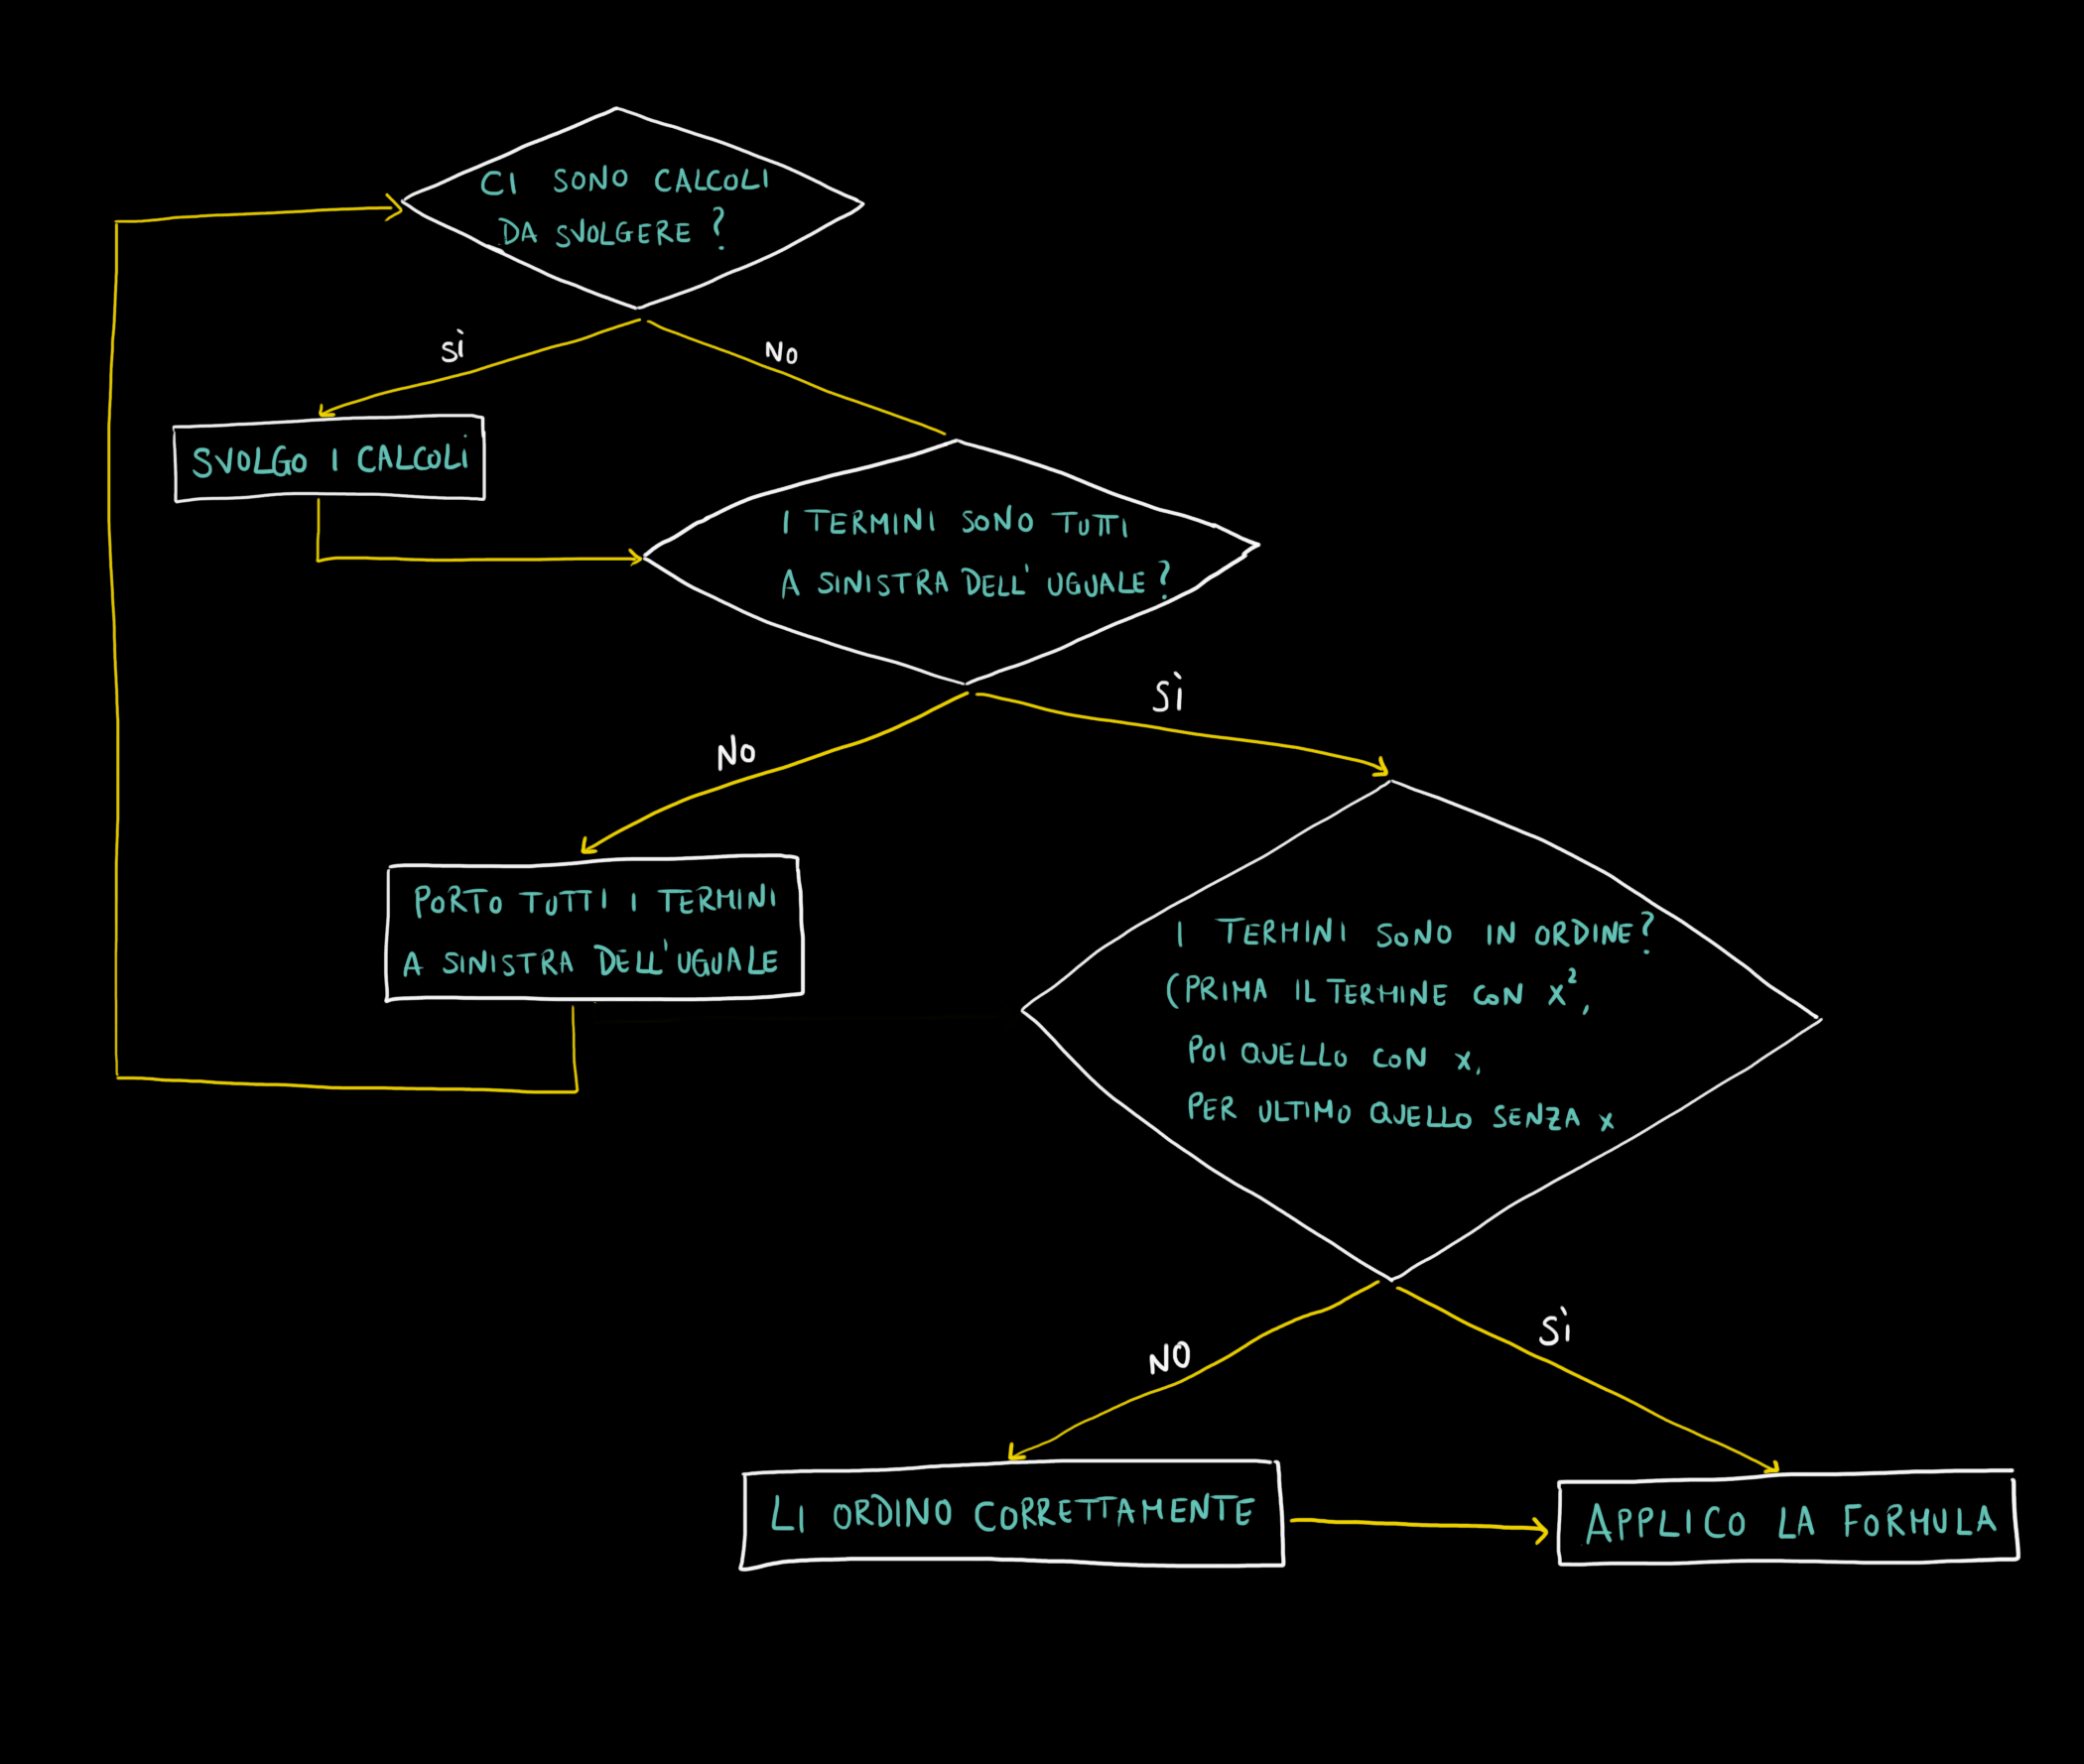 CI SONO CALCOLI
DA SVOLGERE ?
SÌ
NO
SVOLGO I CALCOLI
I TERMINI SONO TUTTI
A SINISTRA DELL' UGUALE?
SÌ
NO
PORTO TUTTI I TERMINI
A SINISTRA DELL'UGUALE
I TERMINI SONO IN ORDINE?
(PRIMA IL TERMINE CON X²,
POI QUELLO CON X,
PER ULTIMO QUELLO SENZA X
NO
SÌ
LI ORDINO CORRETTAMENTE
APPLICO LA FORMULA